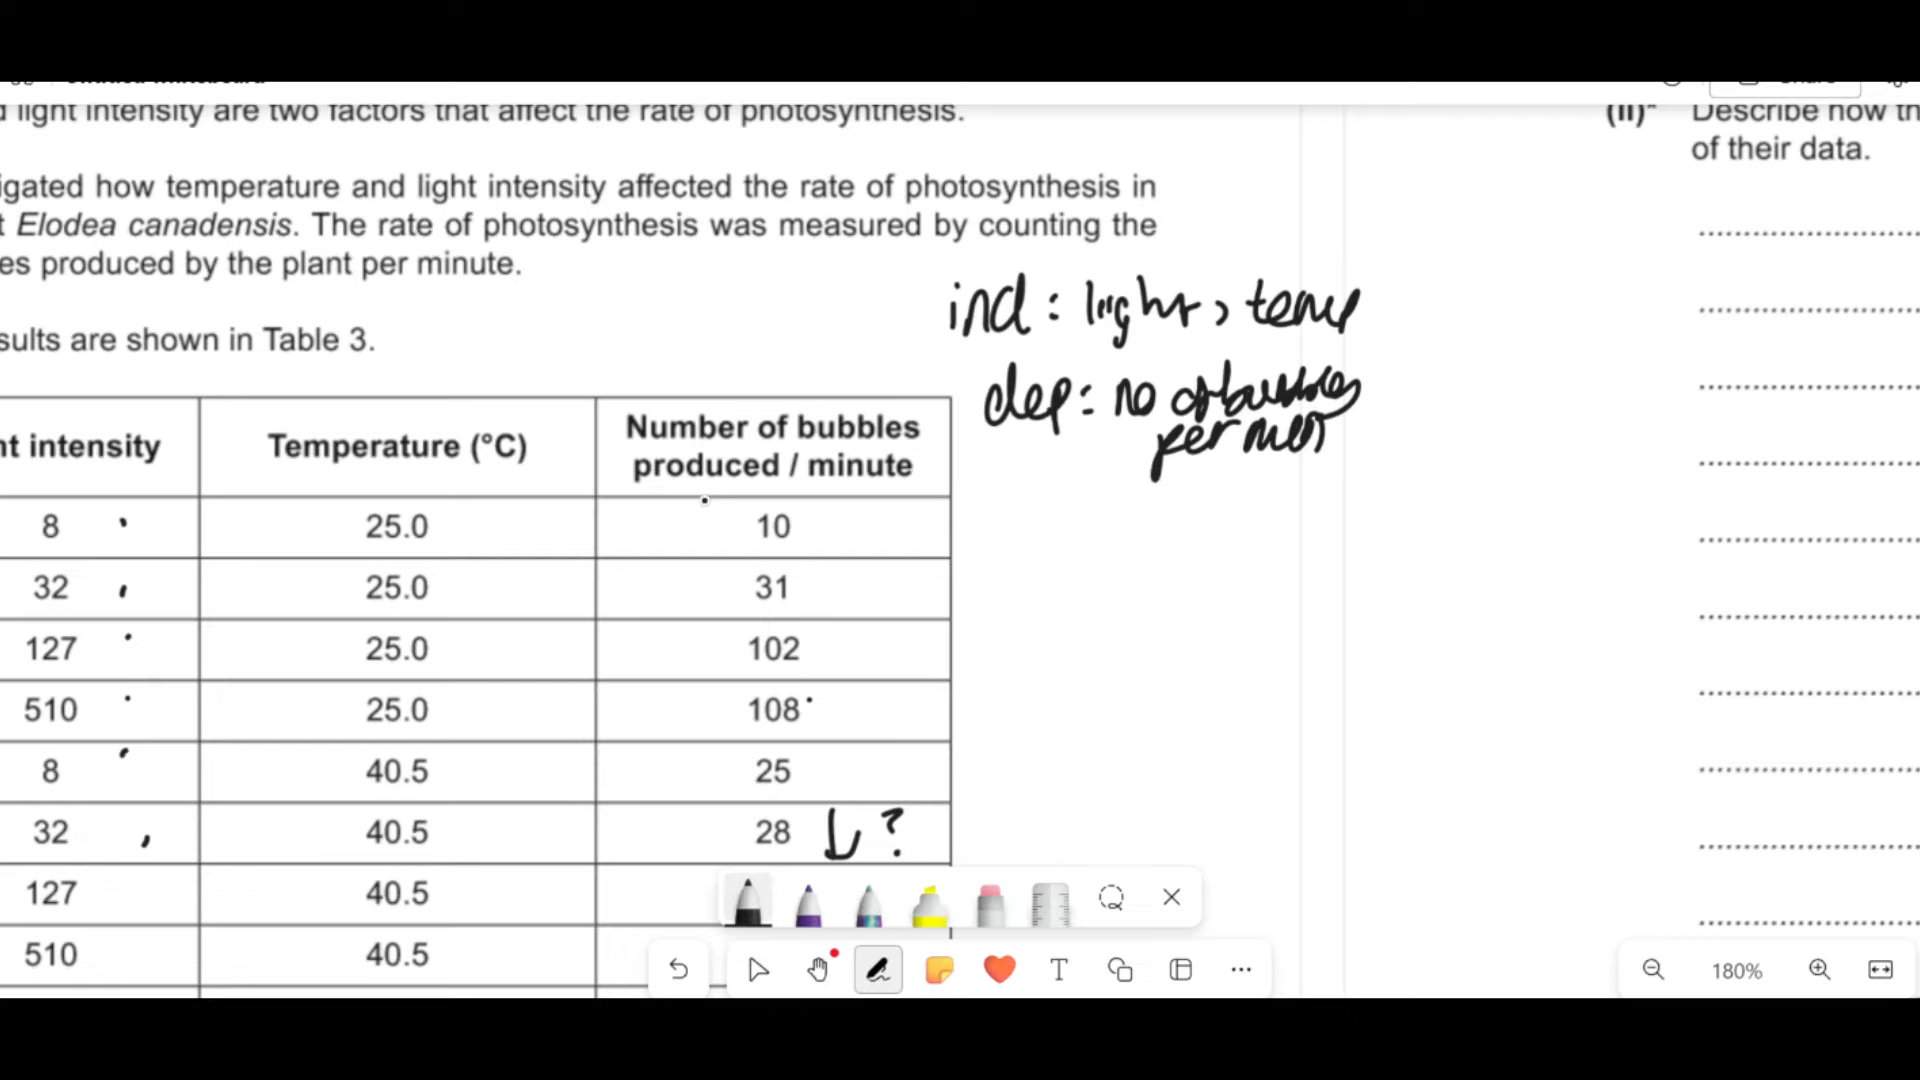 d light intensity are two factors that affect the rate of photosynthesis.
igated how temperature and light intensity affected the rate of photosynthesis in
t Elodea canadensis. The rate of photosynthesis was measured by counting the
es produced by the plant per minute.
sults are shown in Table 3.
ind : light, temp
dep : no of bubbles
per min
nt intensity Temperature (°C) Number of bubbles
produced / minute
8 25.0 10
32 25.0 31
127 25.0 102
510 25.0 108
8 40.5 25
32 40.5 28 ?
127 40.5
510 40.5
(ii)* Describe how th
of their data.
180%